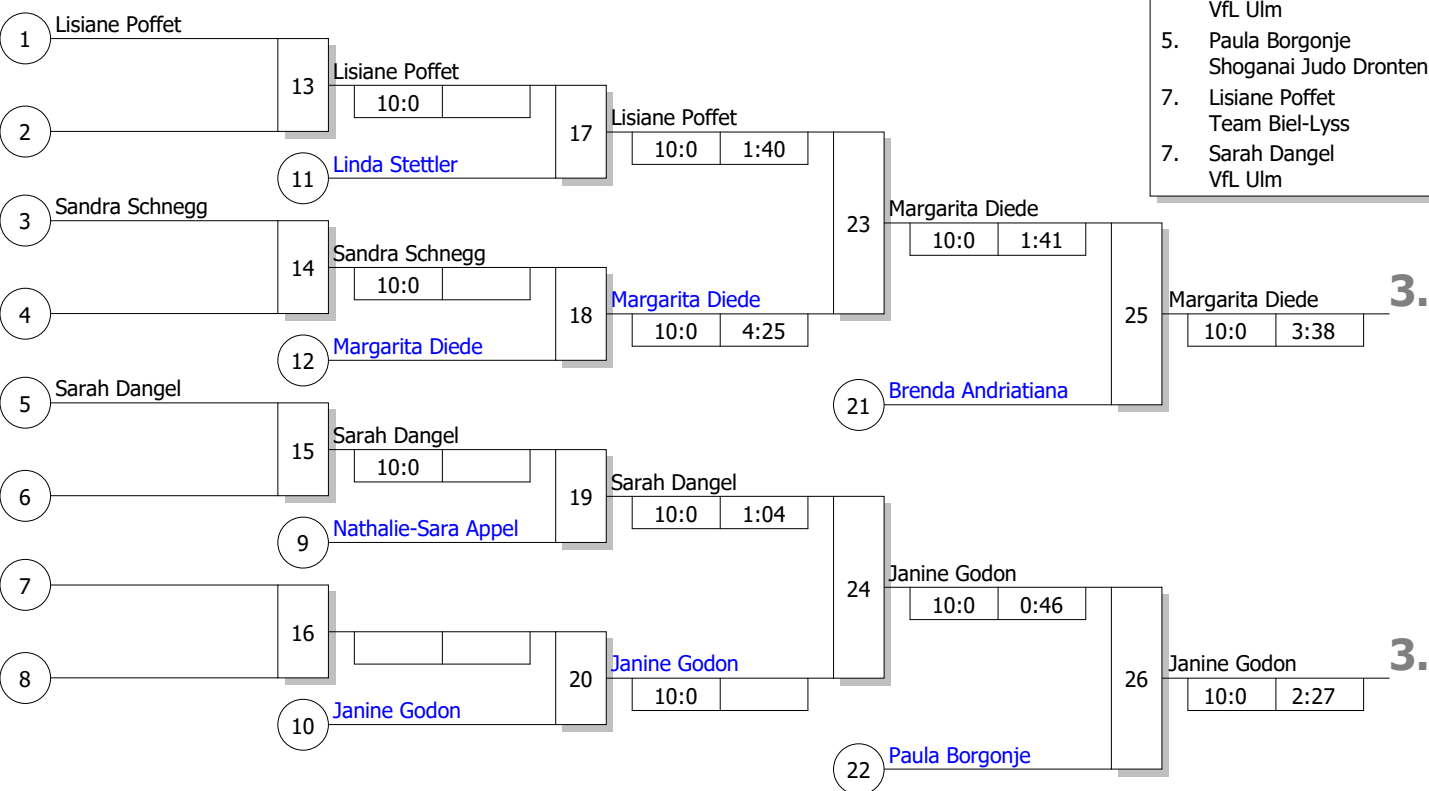 VfL Ulm
5. Paula Borgonje
Shoganai Judo Dronten
7. Lisiane Poffet
Team Biel-Lyss
7. Sarah Dangel
VfL Ulm
1 Lisiane Poffet
13 Lisiane Poffet
10:0
2
17 Lisiane Poffet
10:0 1:40
11 Linda Stettler
3 Sandra Schnegg
14 Sandra Schnegg
10:0
4
18 Margarita Diede
10:0 4:25
12 Margarita Diede
23 Margarita Diede
10:0 1:41
25 Margarita Diede 3.
10:0 3:38
21 Brenda Andriatiana
5 Sarah Dangel
15 Sarah Dangel
10:0
6
19 Sarah Dangel
10:0 1:04
9 Nathalie-Sara Appel
7
16
8
20 Janine Godon
10:0
10 Janine Godon
24 Janine Godon
10:0 0:46
26 Janine Godon 3.
10:0 2:27
22 Paula Borgonje